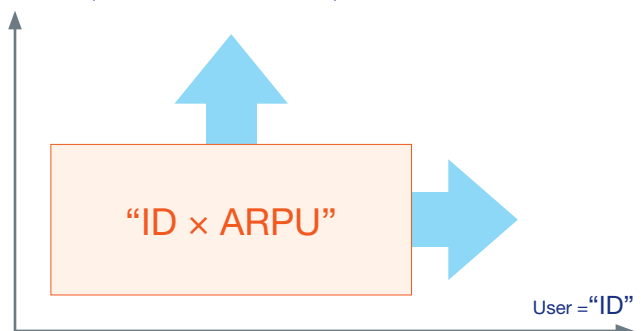 “ID × ARPU”
User =“ID”